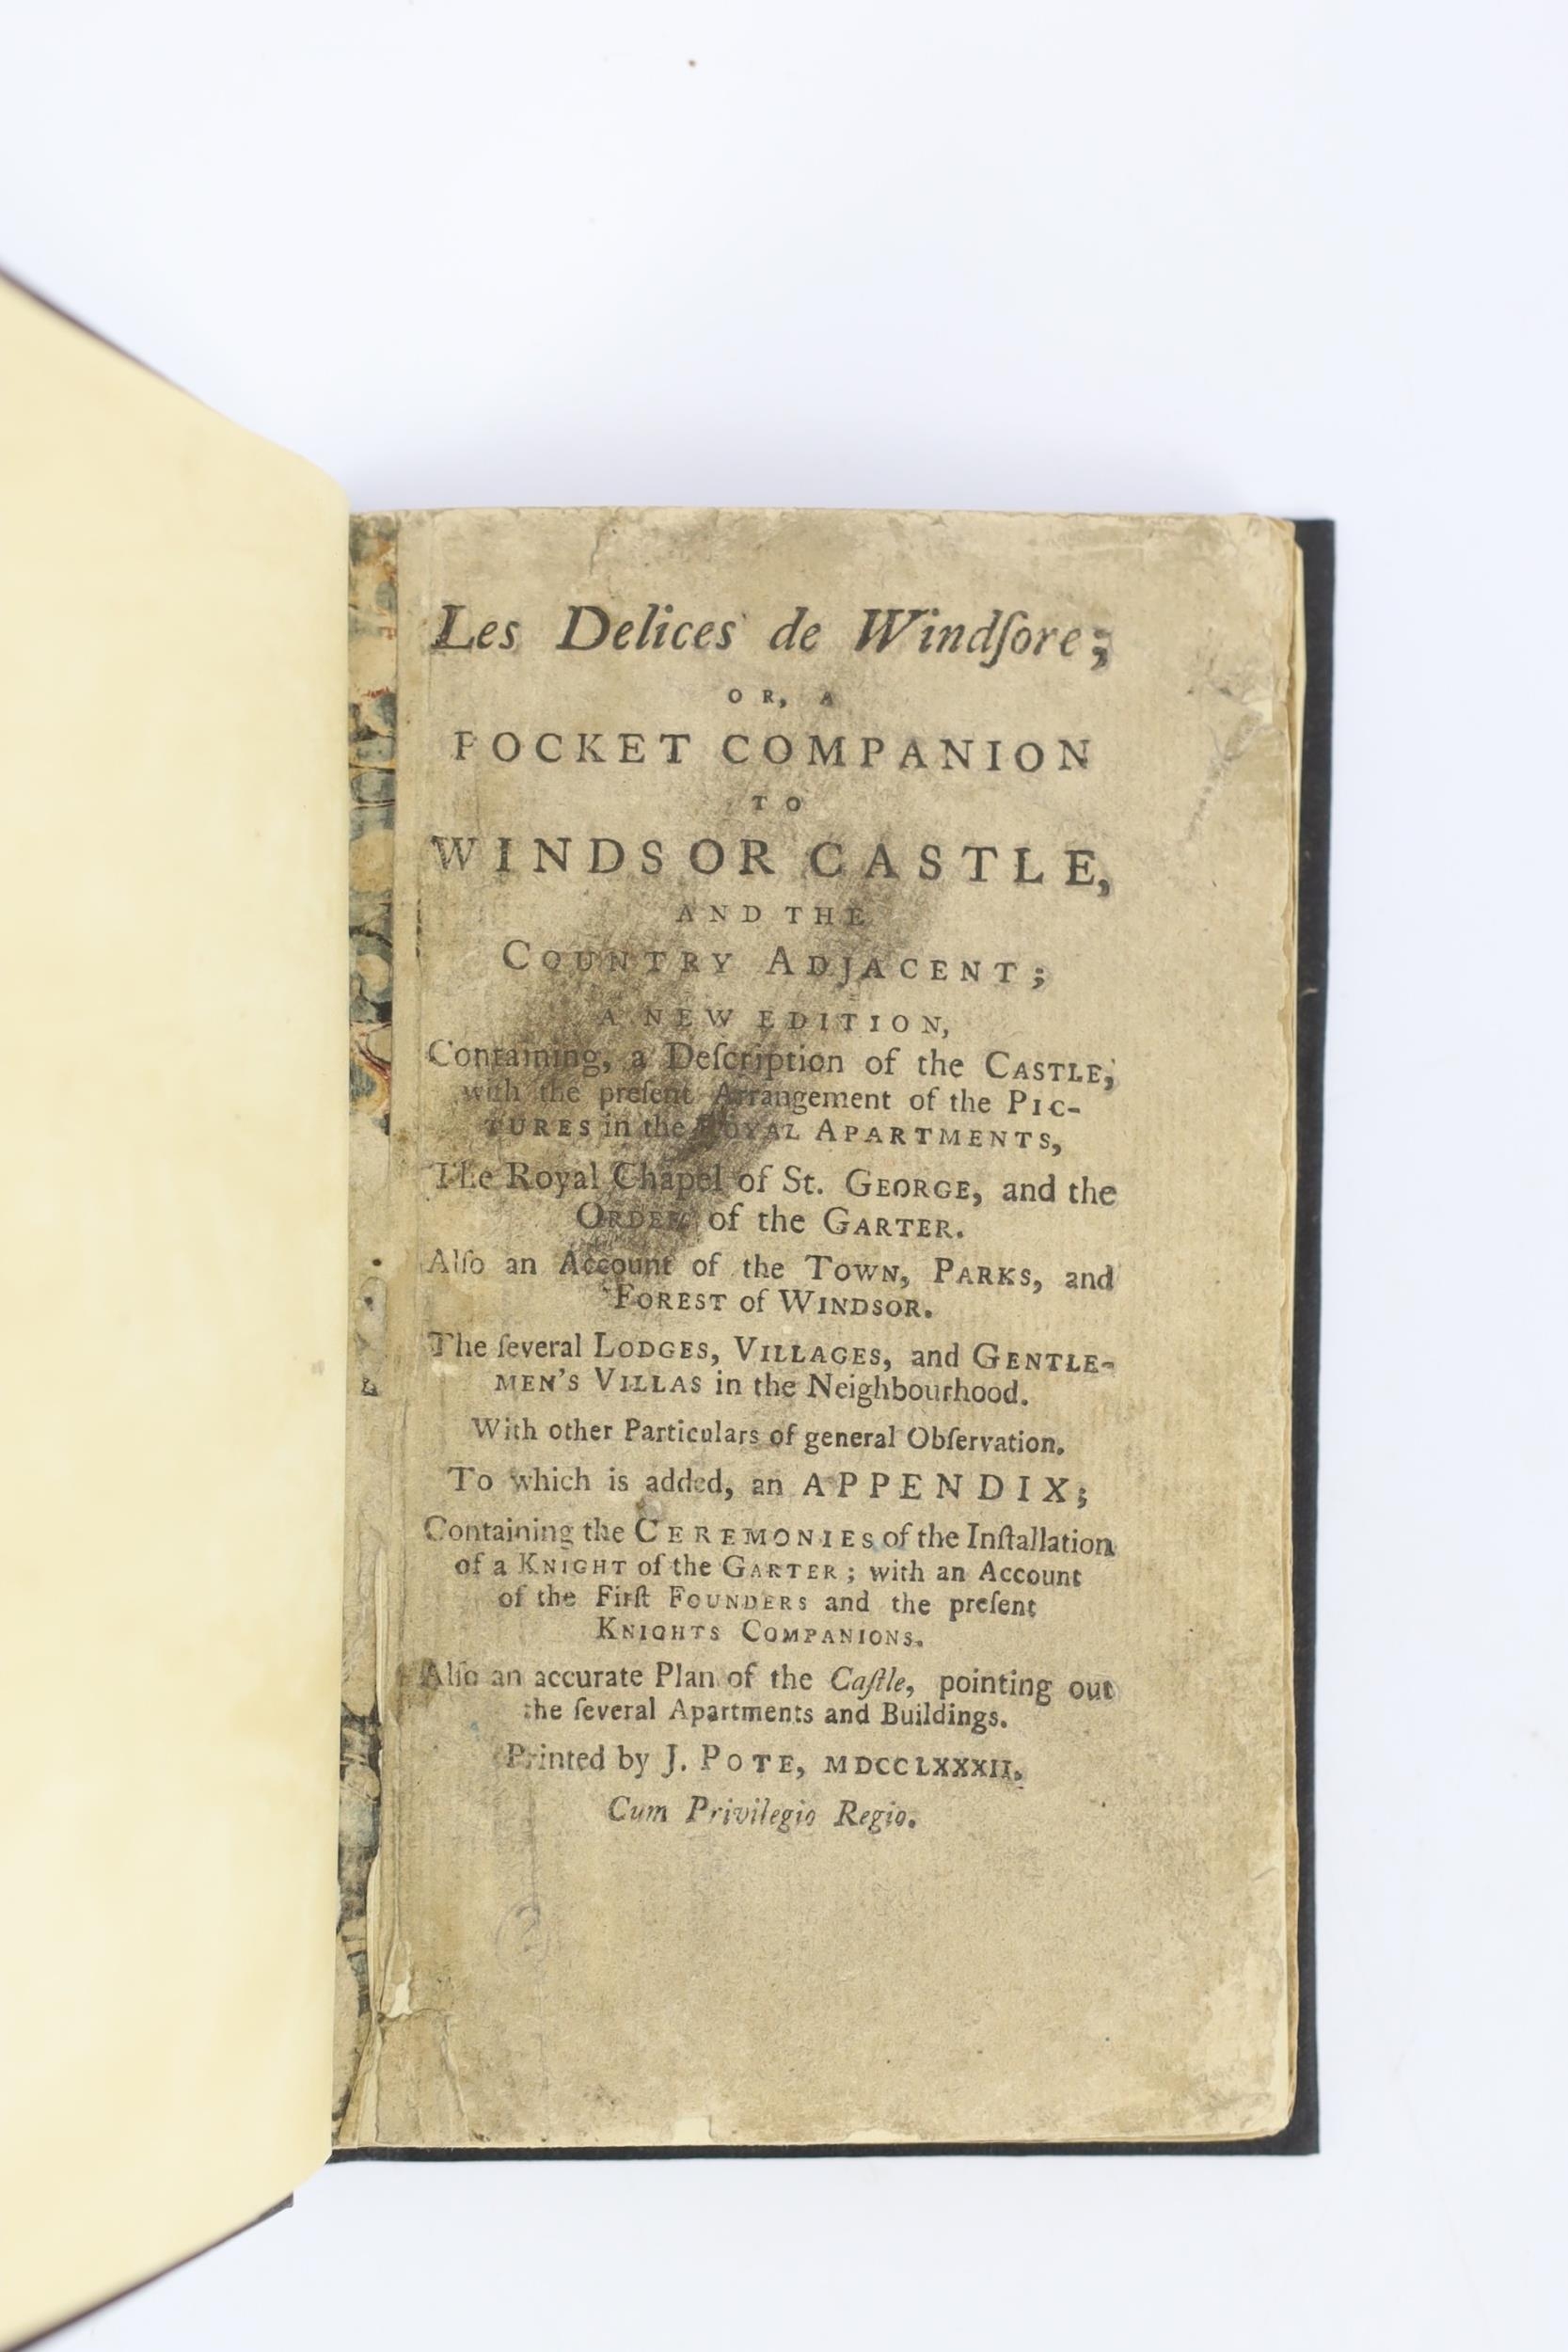 Les Delices de Windſore;
OR, A
POCKET COMPANION
TO
WINDSOR CASTLE,
AND THE
COUNTRY ADJACENT;
A NEW EDITION,
Containing, a Deſcription of the CASTLE,
with the preſent Arrangement of the PIC-
TURES in the ROYAL APARTMENTS,
The Royal Chapel of St. GEORGE, and the
ORDER of the GARTER.
Alſo an Account of the TOWN, PARKS, and
FOREST of WINDSOR.
The ſeveral LODGES, VILLAGES, and GENTLE-
MEN'S VILLAS in the Neighbourhood.
With other Particulars of general Obſervation.
To which is added, an APPENDIX;
Containing the CEREMONIES of the Inſtallation
of a KNIGHT of the GARTER; with an Account
of the Firſt FOUNDERS and the preſent
KNIGHTS COMPANIONS.
Alſo an accurate Plan of the Caſtle, pointing out
the ſeveral Apartments and Buildings.
Printed by J. POTE, MDCCLXXXII.
Cum Privilegio Regio.